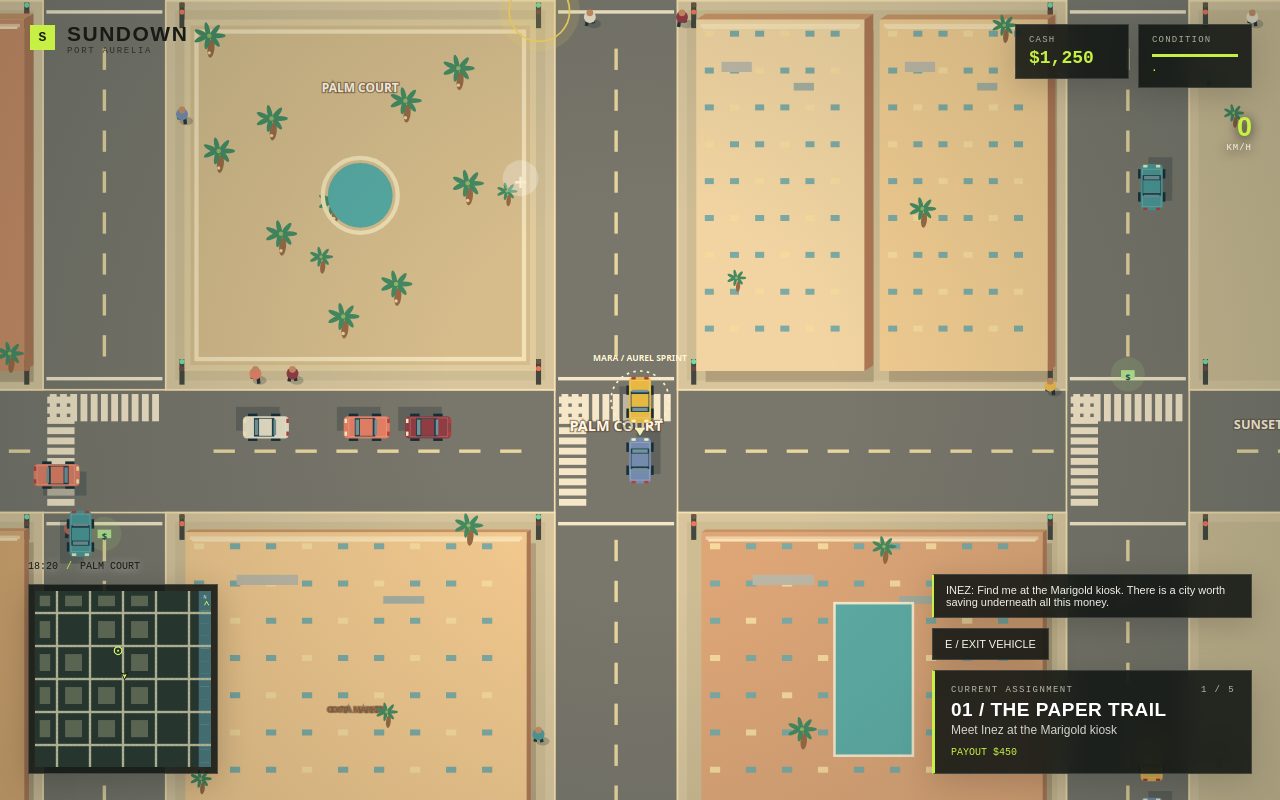 S
SUNDOWN
PORT AURELIA
CASH
$1,250
CONDITION
0
KM/H
PALM COURT
MARA / AUREL SPRINT
PALM COURT
SUNSET
$
$
18:20 / PALM COURT
N
INEZ: Find me at the Marigold kiosk. There is a city worth
saving underneath all this money.
E / EXIT VEHICLE
CURRENT ASSIGNMENT
1 / 5
01 / THE PAPER TRAIL
Meet Inez at the Marigold kiosk
PAYOUT $450